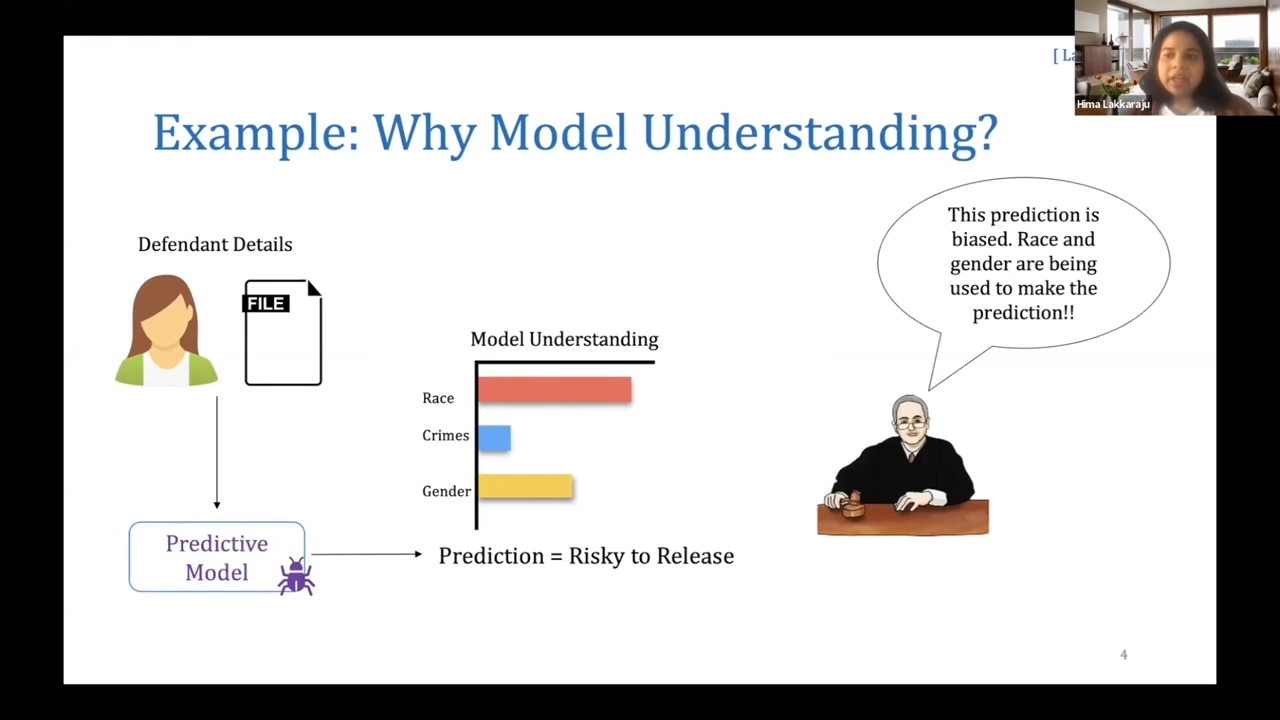 [ La
Hima Lakkaraju
Example: Why Model Understanding?
This prediction is
biased. Race and
gender are being
used to make the
prediction!!
Defendant Details
FILE
Model Understanding
Race
Crimes
Gender
Predictive
Model
Prediction = Risky to Release
4